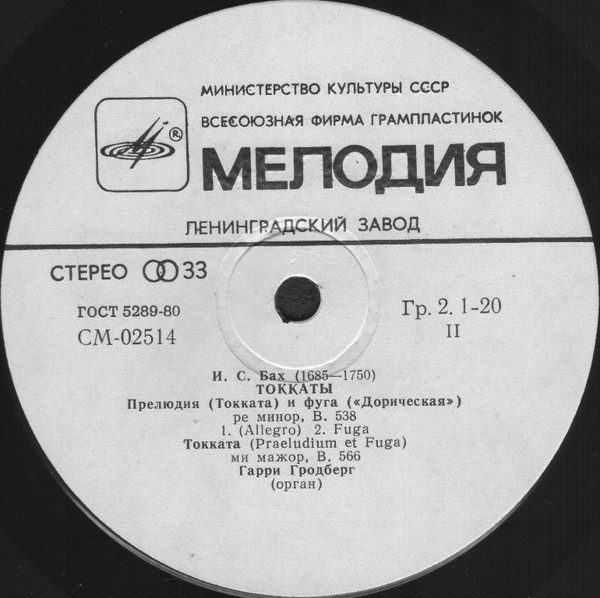 МИНИСТЕРСТВО КУЛЬТУРЫ СССР
ВСЕСОЮЗНАЯ ФИРМА ГРАМПЛАСТИНОК
®
МЕЛОДИЯ
ЛЕНИНГРАДСКИЙ ЗАВОД
СТЕРЕО 33
ГОСТ 5289-80
СМ-02514
Гр. 2. 1-20
II
И. С. Бах (1685—1750)
ТОККАТЫ
Прелюдия (Токката) и фуга («Дорическая»)
ре минор, В. 538
1. (Allegro) 2. Fuga
Токката (Praeludium et Fuga)
ми мажор, В. 566
Гарри Гродберг
(орган)